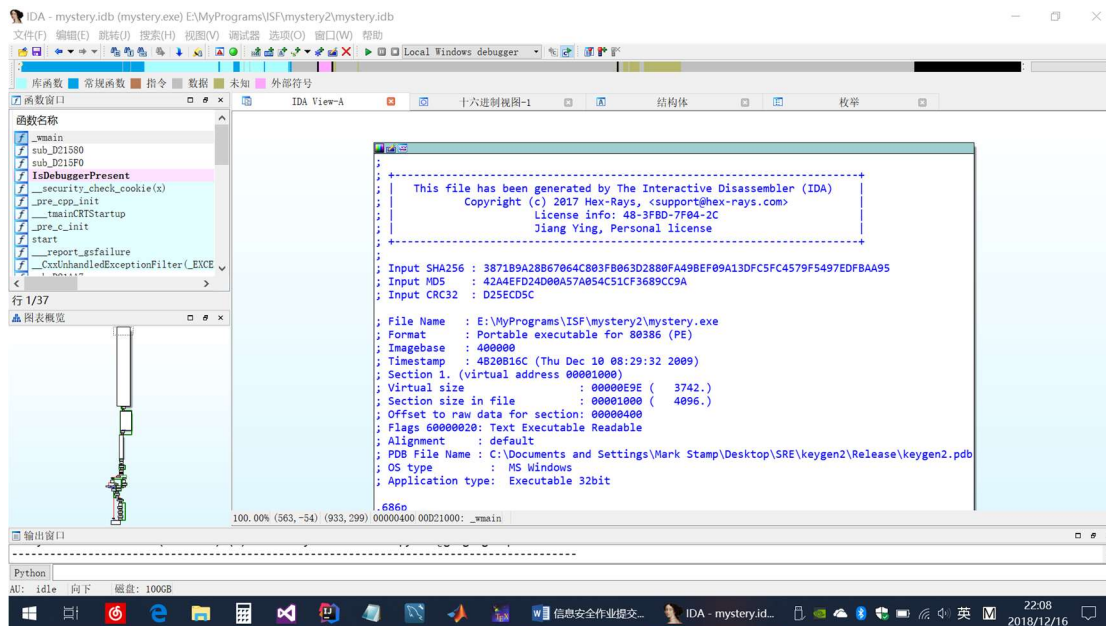 IDA - mystery.idb (mystery.exe) E:\MyPrograms\ISF\mystery2\mystery.idb
文件(F) 编辑(E) 跳转(J) 搜索(H) 视图(V) 调试器 选项(O) 窗口(W) 帮助
Local Windows debugger
库函数 常规函数 指令 数据 未知 外部符号
函数窗口
IDA View-A
十六进制视图-1
结构体
枚举
函数名称
_wmain
sub_D21580
sub_D215F0
IsDebuggerPresent
__security_check_cookie(x)
_pre_cpp_init
___tmainCRTStartup
_pre_c_init
start
___report_gsfailure
__CxxUnhandledExceptionFilter(_EXCE
行 1/37
图表概览
;
; +-------------------------------------------------------------------------+
; | This file has been generated by The Interactive Disassembler (IDA) |
; | Copyright (c) 2017 Hex-Rays, <support@hex-rays.com> |
; | License info: 48-3FBD-7F04-2C |
; | Jiang Ying, Personal license |
; +-------------------------------------------------------------------------+
;
; Input SHA256 : 3871B9A28B67064C803FB063D2880FA49BEF09A13DFC5FC4579F5497EDFBAA95
; Input MD5 : 42A4EFD24D00A57A054C51CF3689CC9A
; Input CRC32 : D25ECD5C
; File Name : E:\MyPrograms\ISF\mystery2\mystery.exe
; Format : Portable executable for 80386 (PE)
; Imagebase : 400000
; Timestamp : 4B20B16C (Thu Dec 10 08:29:32 2009)
; Section 1. (virtual address 00001000)
; Virtual size : 00000E9E ( 3742.)
; Section size in file : 00001000 ( 4096.)
; Offset to raw data for section: 00000400
; Flags 60000020: Text Executable Readable
; Alignment : default
; PDB File Name : C:\Documents and Settings\Mark Stamp\Desktop\SRE\keygen2\Release\keygen2.pdb
; OS type : MS Windows
; Application type: Executable 32bit
.686p
100.00% (563,-54) (933,299) 00000400 00D21000: _wmain
输出窗口
Python
AU: idle 向下 磁盘: 100GB
信息安全作业提交...
IDA - mystery.id...
英
22:08
2018/12/16